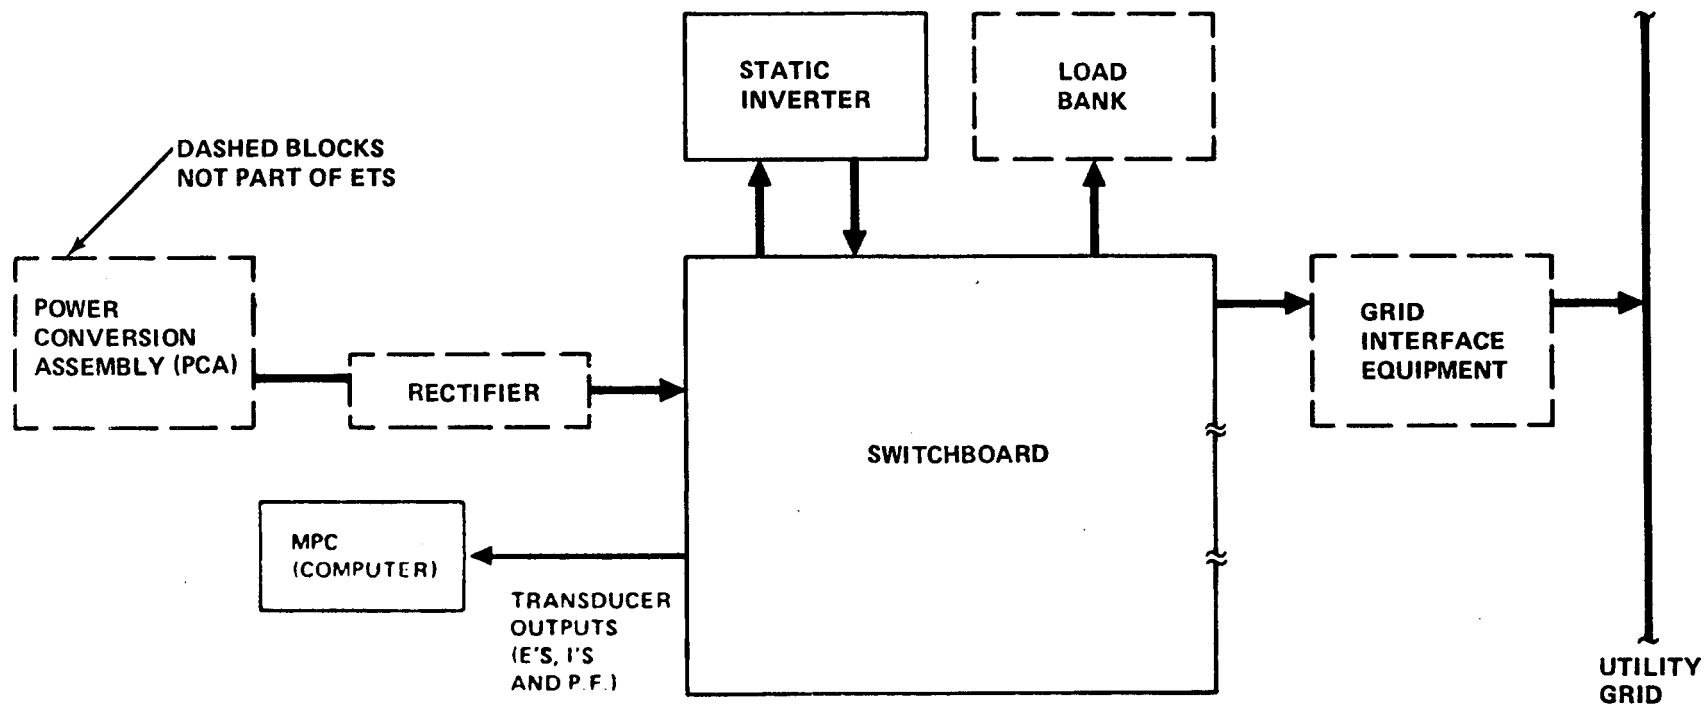 STATIC
INVERTER
LOAD
BANK
DASHED BLOCKS
NOT PART OF ETS
POWER
CONVERSION
ASSEMBLY (PCA)
RECTIFIER
GRID
INTERFACE
EQUIPMENT
SWITCHBOARD
MPC
(COMPUTER)
TRANSDUCER
OUTPUTS
(E'S, I'S
AND P.F.)
UTILITY
GRID